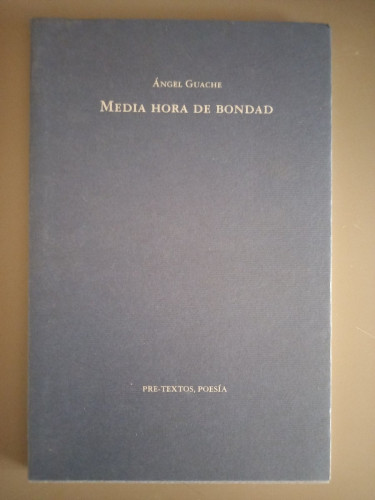 Ángel Guache
Media hora de bondad
PRE-TEXTOS, POESÍA